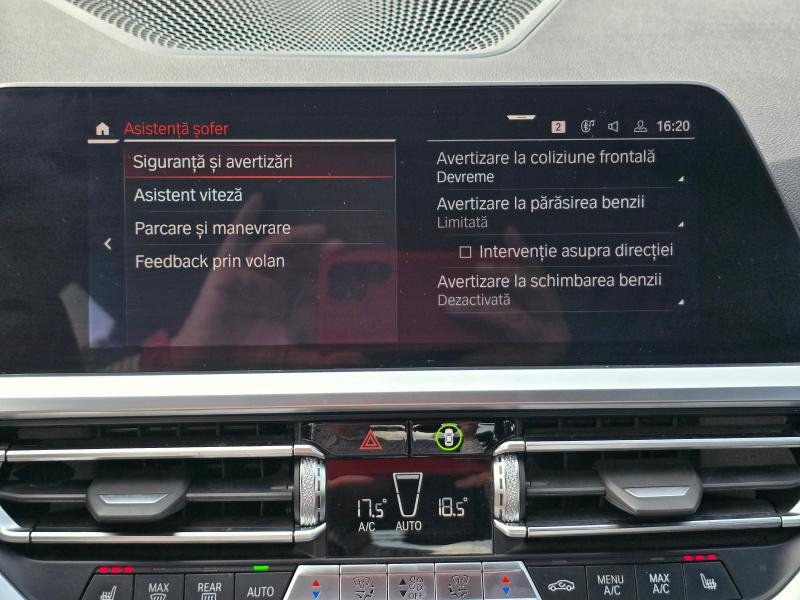 Asistență șofer
2
16:20
Siguranță și avertizări
Asistent viteză
Parcare și manevrare
Feedback prin volan
Avertizare la coliziune frontală
Devreme
Avertizare la părăsirea benzii
Limitată
Intervenție asupra direcției
Avertizare la schimbarea benzii
Dezactivată
17.5°
A/C
AUTO
18.5°
MAX
REAR
AUTO
OFF
MENU
A/C
MAX
A/C